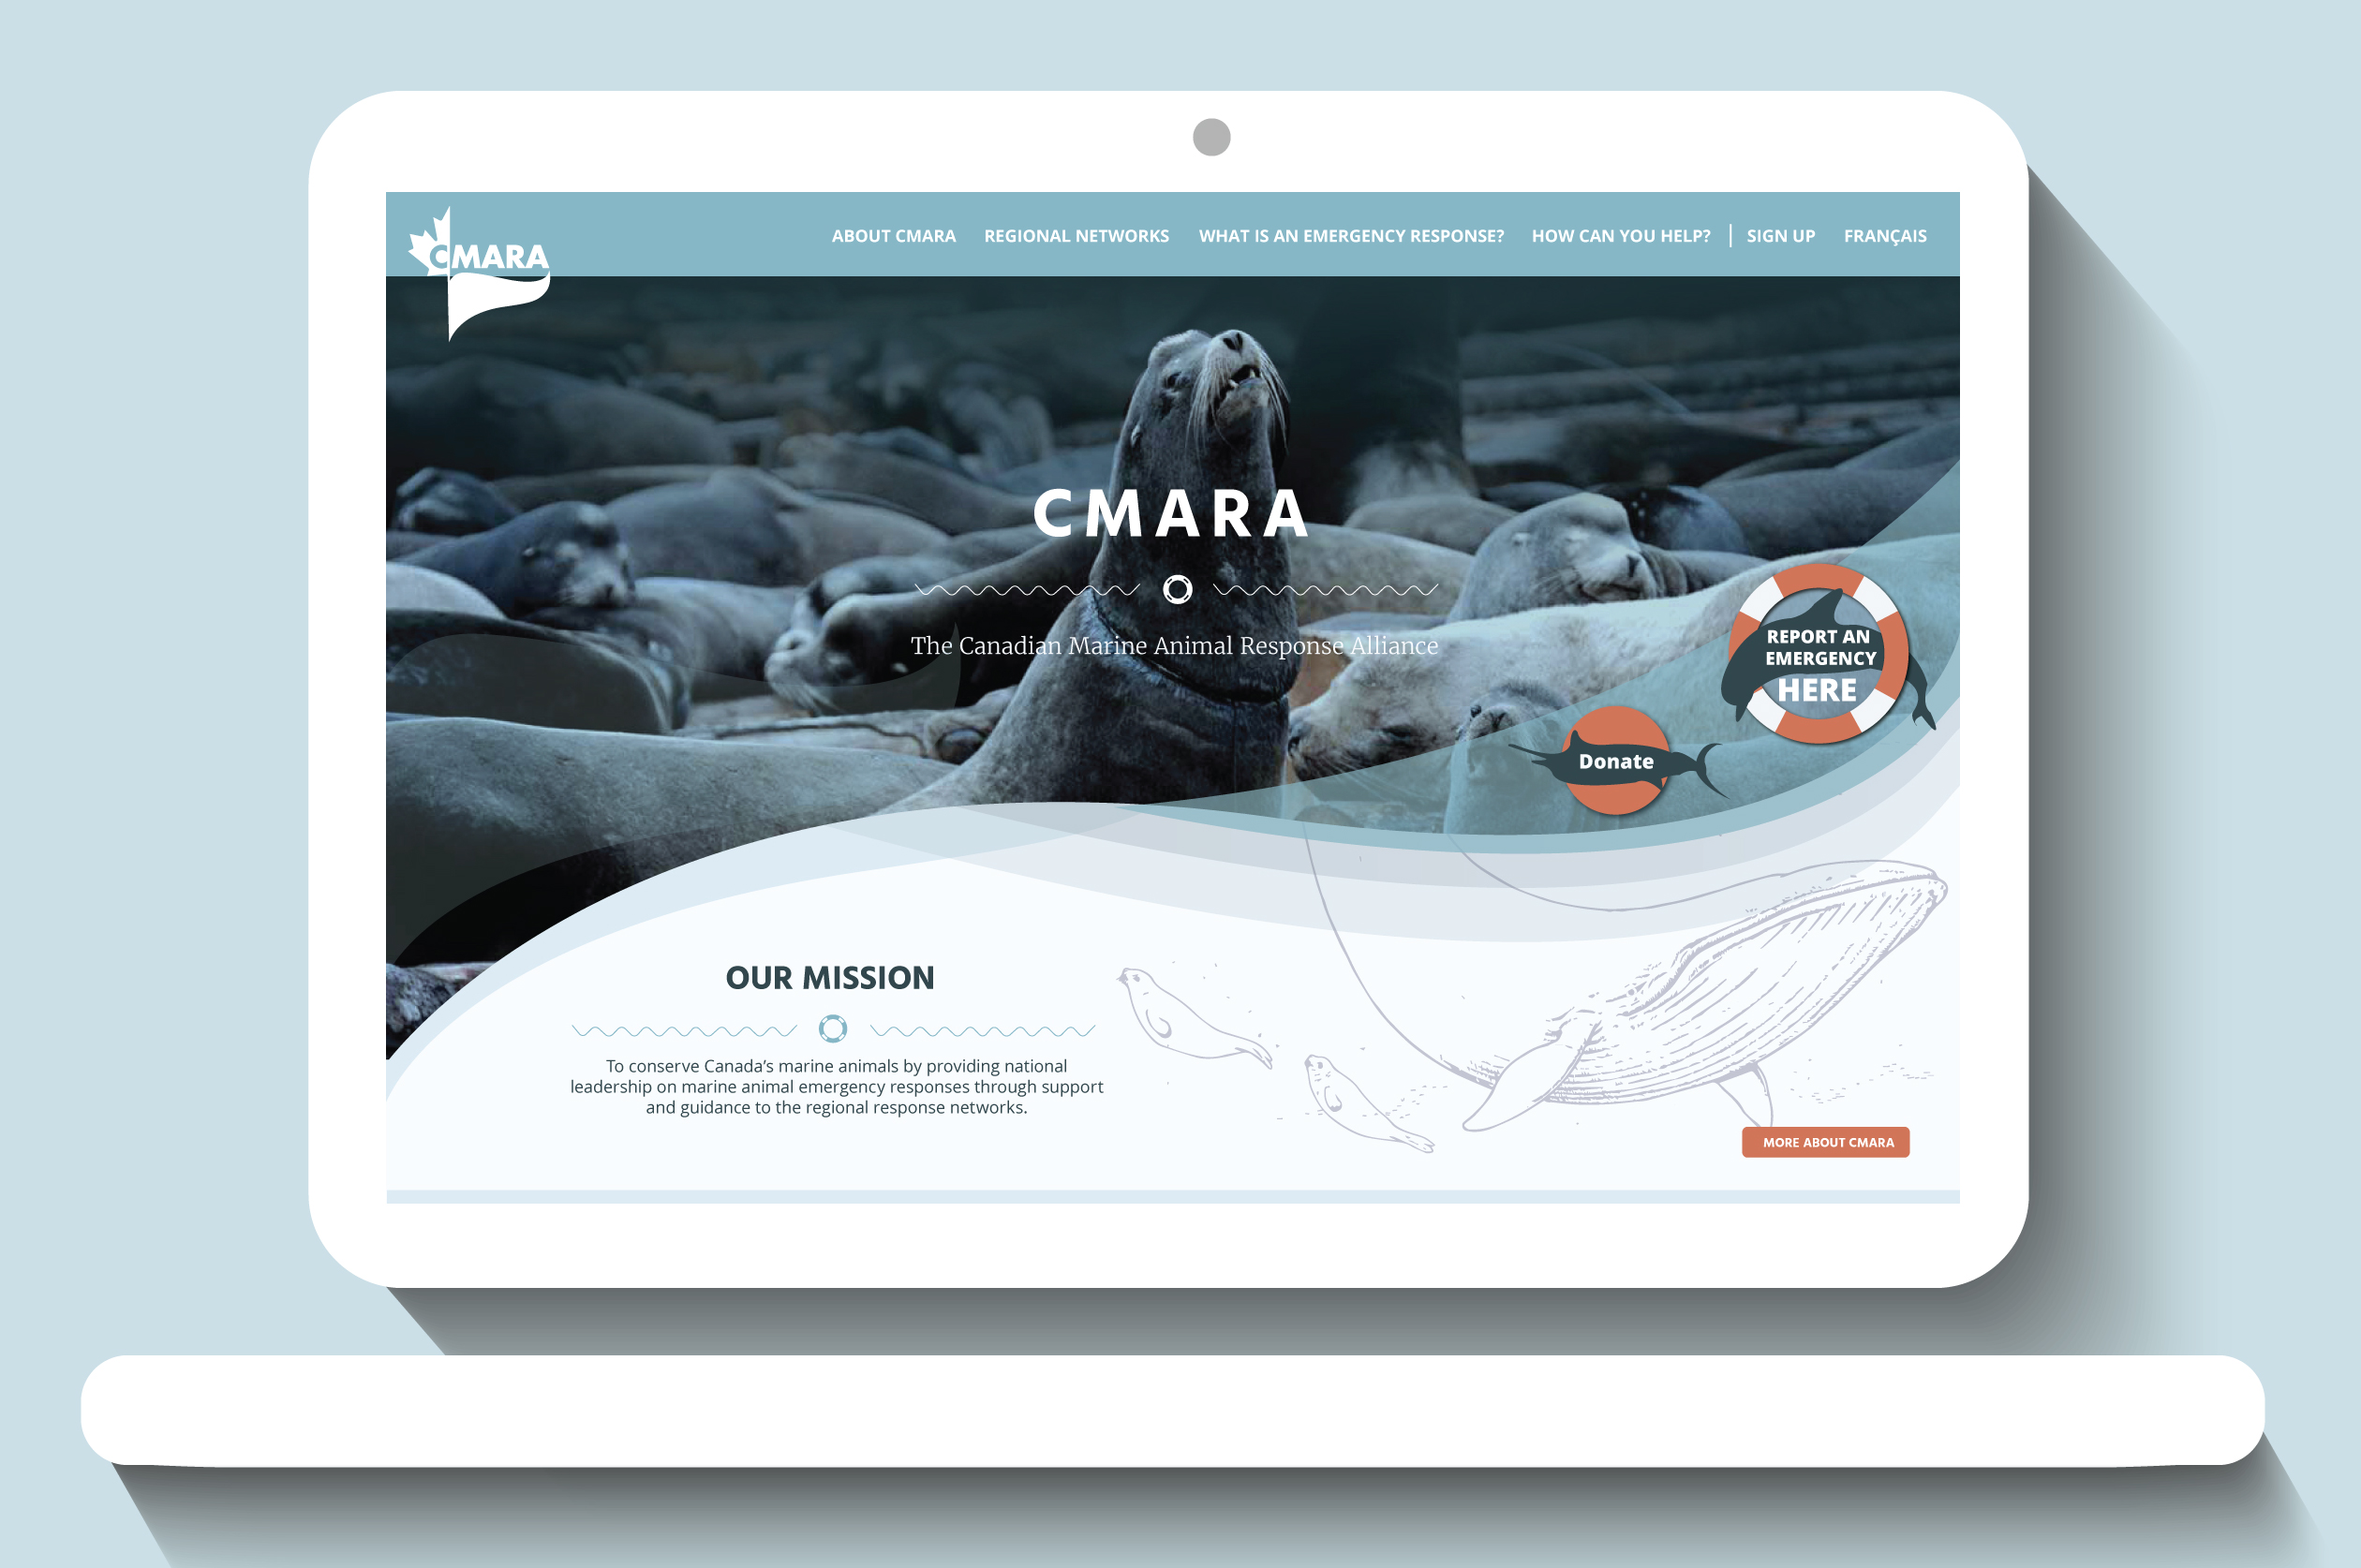 CMARA
ABOUT CMARA
REGIONAL NETWORKS
WHAT IS AN EMERGENCY RESPONSE?
HOW CAN YOU HELP?
SIGN UP
FRANÇAIS
CMARA
The Canadian Marine Animal Response Alliance
REPORT AN
EMERGENCY
HERE
Donate
OUR MISSION
To conserve Canada’s marine animals by providing national
leadership on marine animal emergency responses through support
and guidance to the regional response networks.
MORE ABOUT CMARA